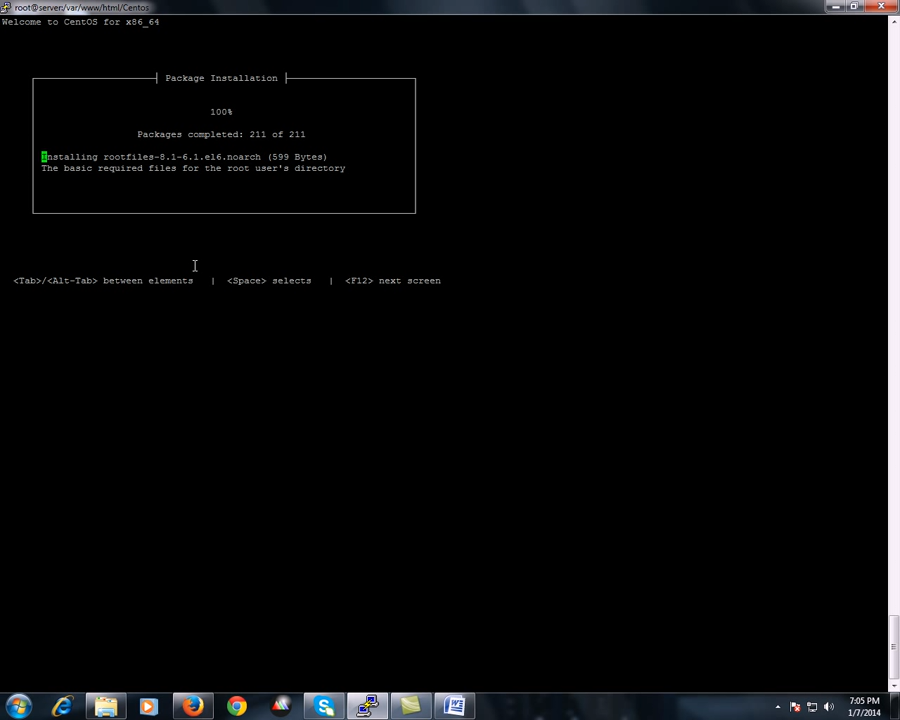 root@server:/var/www/html/Centos
Welcome to CentOS for x86_64
Package Installation
100%
Packages completed: 211 of 211
Installing rootfiles-8.1-6.1.el6.noarch (599 Bytes)
The basic required files for the root user's directory
<Tab>/<Alt-Tab> between elements | <Space> selects | <F12> next screen
7:05 PM
1/7/2014